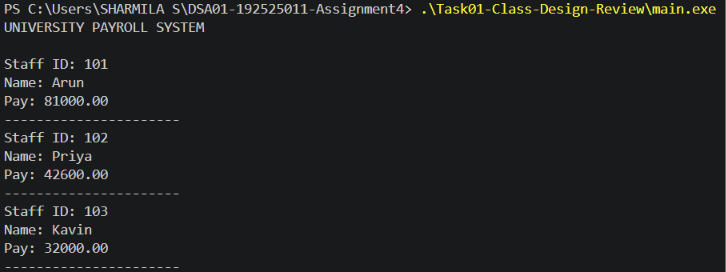 PS C:\Users\SHARMILA S\DSA01-192525011-Assignment4> .\Task01-Class-Design-Review\main.exe
UNIVERSITY PAYROLL SYSTEM
Staff ID: 101
Name: Arun
Pay: 81000.00
----------------------
Staff ID: 102
Name: Priya
Pay: 42600.00
----------------------
Staff ID: 103
Name: Kavin
Pay: 32000.00
----------------------